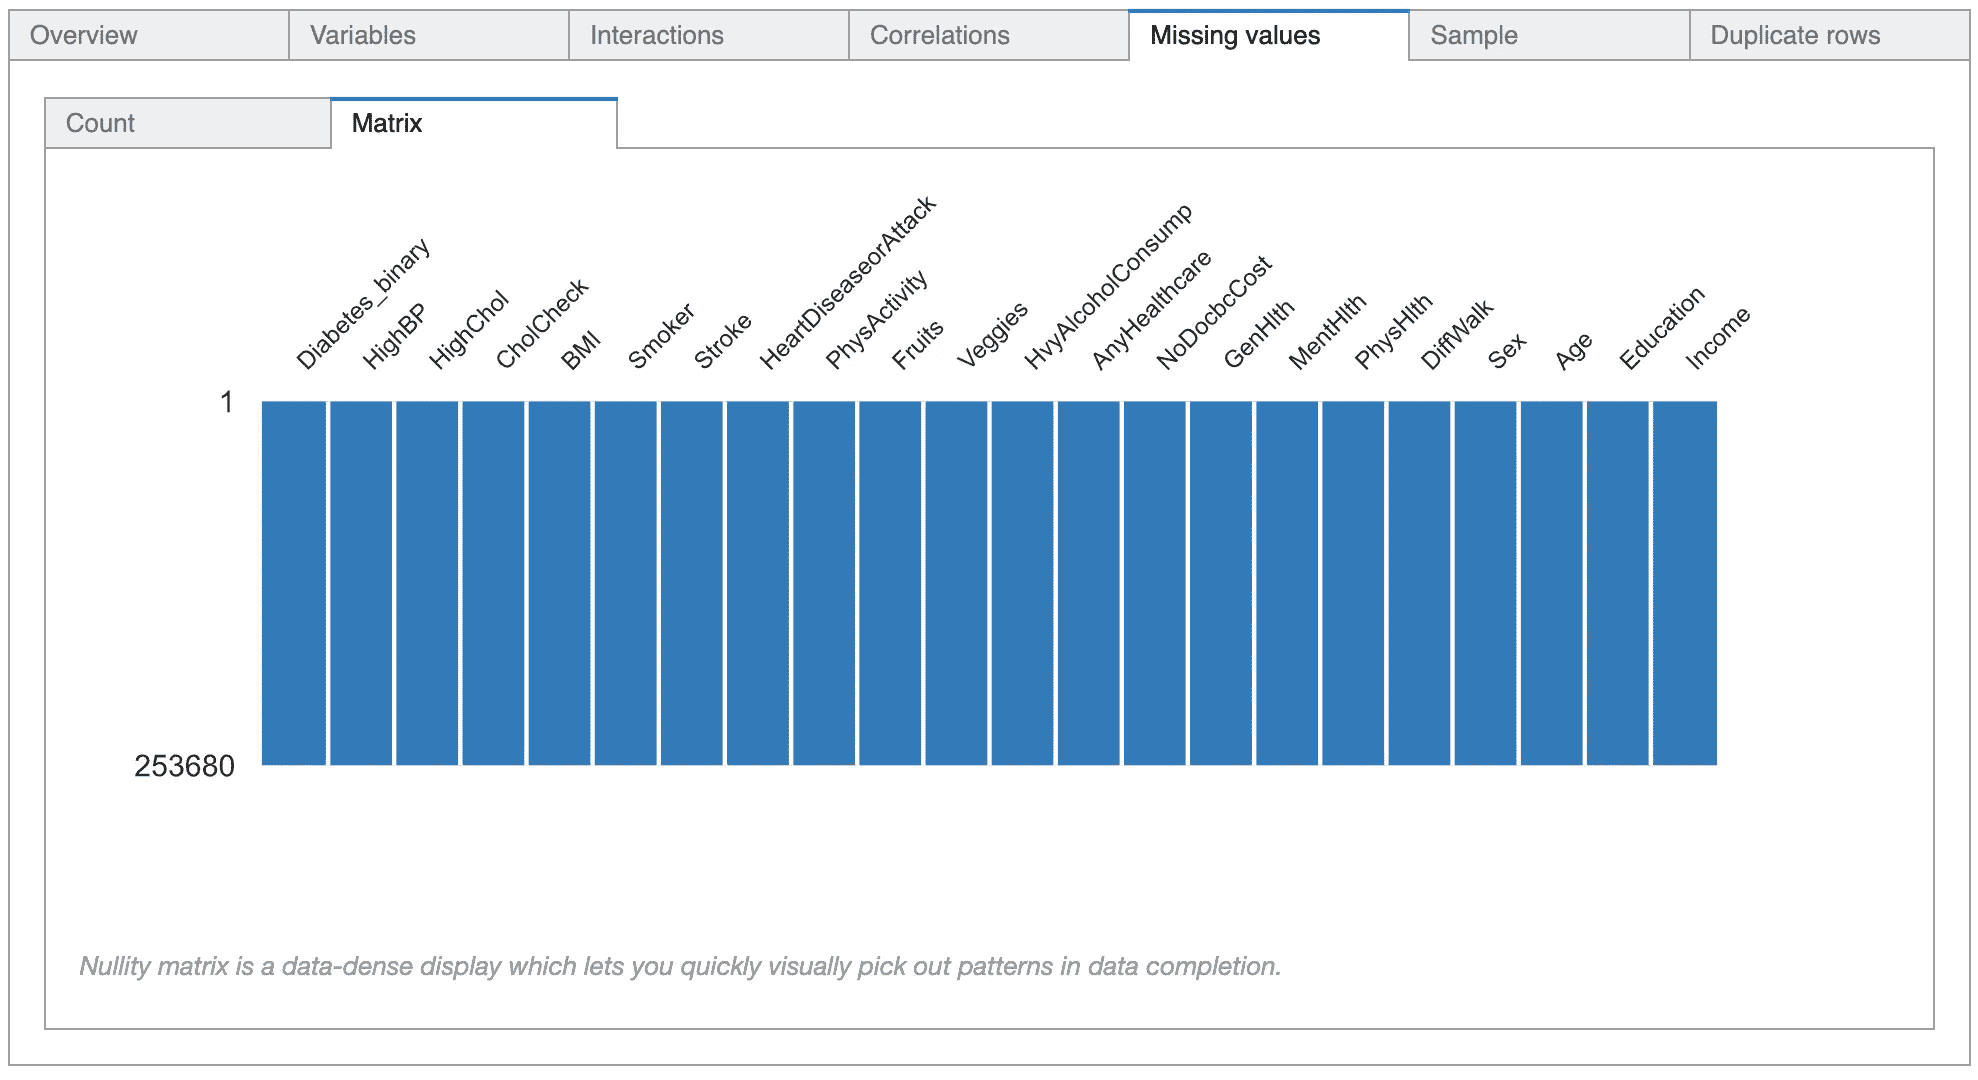 Overview Variables Interactions Correlations Missing values Sample Duplicate rows
Count Matrix
Diabetes_binary
HighBP
HighChol
CholCheck
BMI
Smoker
Stroke
HeartDiseaseorAttack
PhysActivity
Fruits
Veggies
HvyAlcoholConsump
AnyHealthcare
NoDocbcCost
GenHlth
MentHlth
PhysHlth
DiffWalk
Sex
Age
Education
Income
1
253680
Nullity matrix is a data-dense display which lets you quickly visually pick out patterns in data completion.